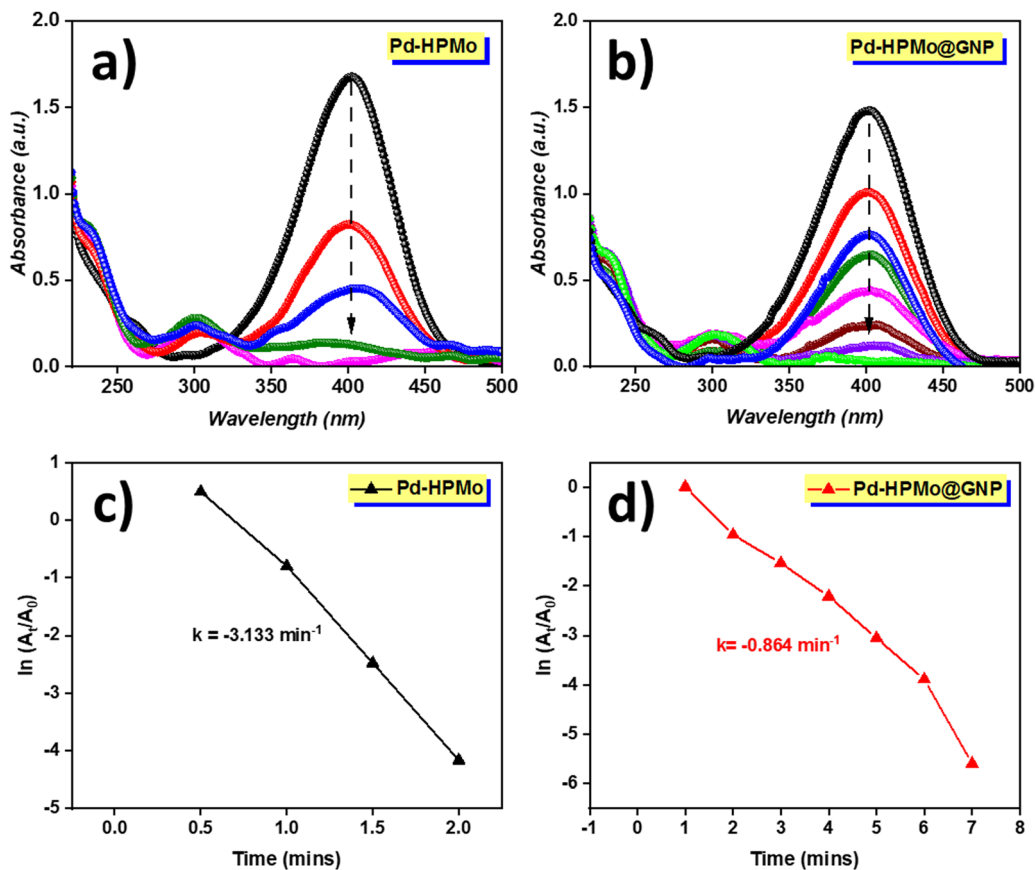 a)
Pd-HPMo
2.0
1.5
1.0
0.5
0.0
Absorbance (a.u.)
250 300 350 400 450 500
Wavelength (nm)
b)
Pd-HPMo@GNP
2.0
1.5
1.0
0.5
0.0
Absorbance (a.u.)
250 300 350 400 450 500
Wavelength (nm)
c)
Pd-HPMo
1
0
-1
-2
-3
-4
-5
ln (At/A0)
k = -3.133 min-1
0.0 0.5 1.0 1.5 2.0
Time (mins)
d)
Pd-HPMo@GNP
0
-1
-2
-3
-4
-5
-6
ln (At/A0)
k= -0.864 min-1
-1 0 1 2 3 4 5 6 7 8
Time (mins)